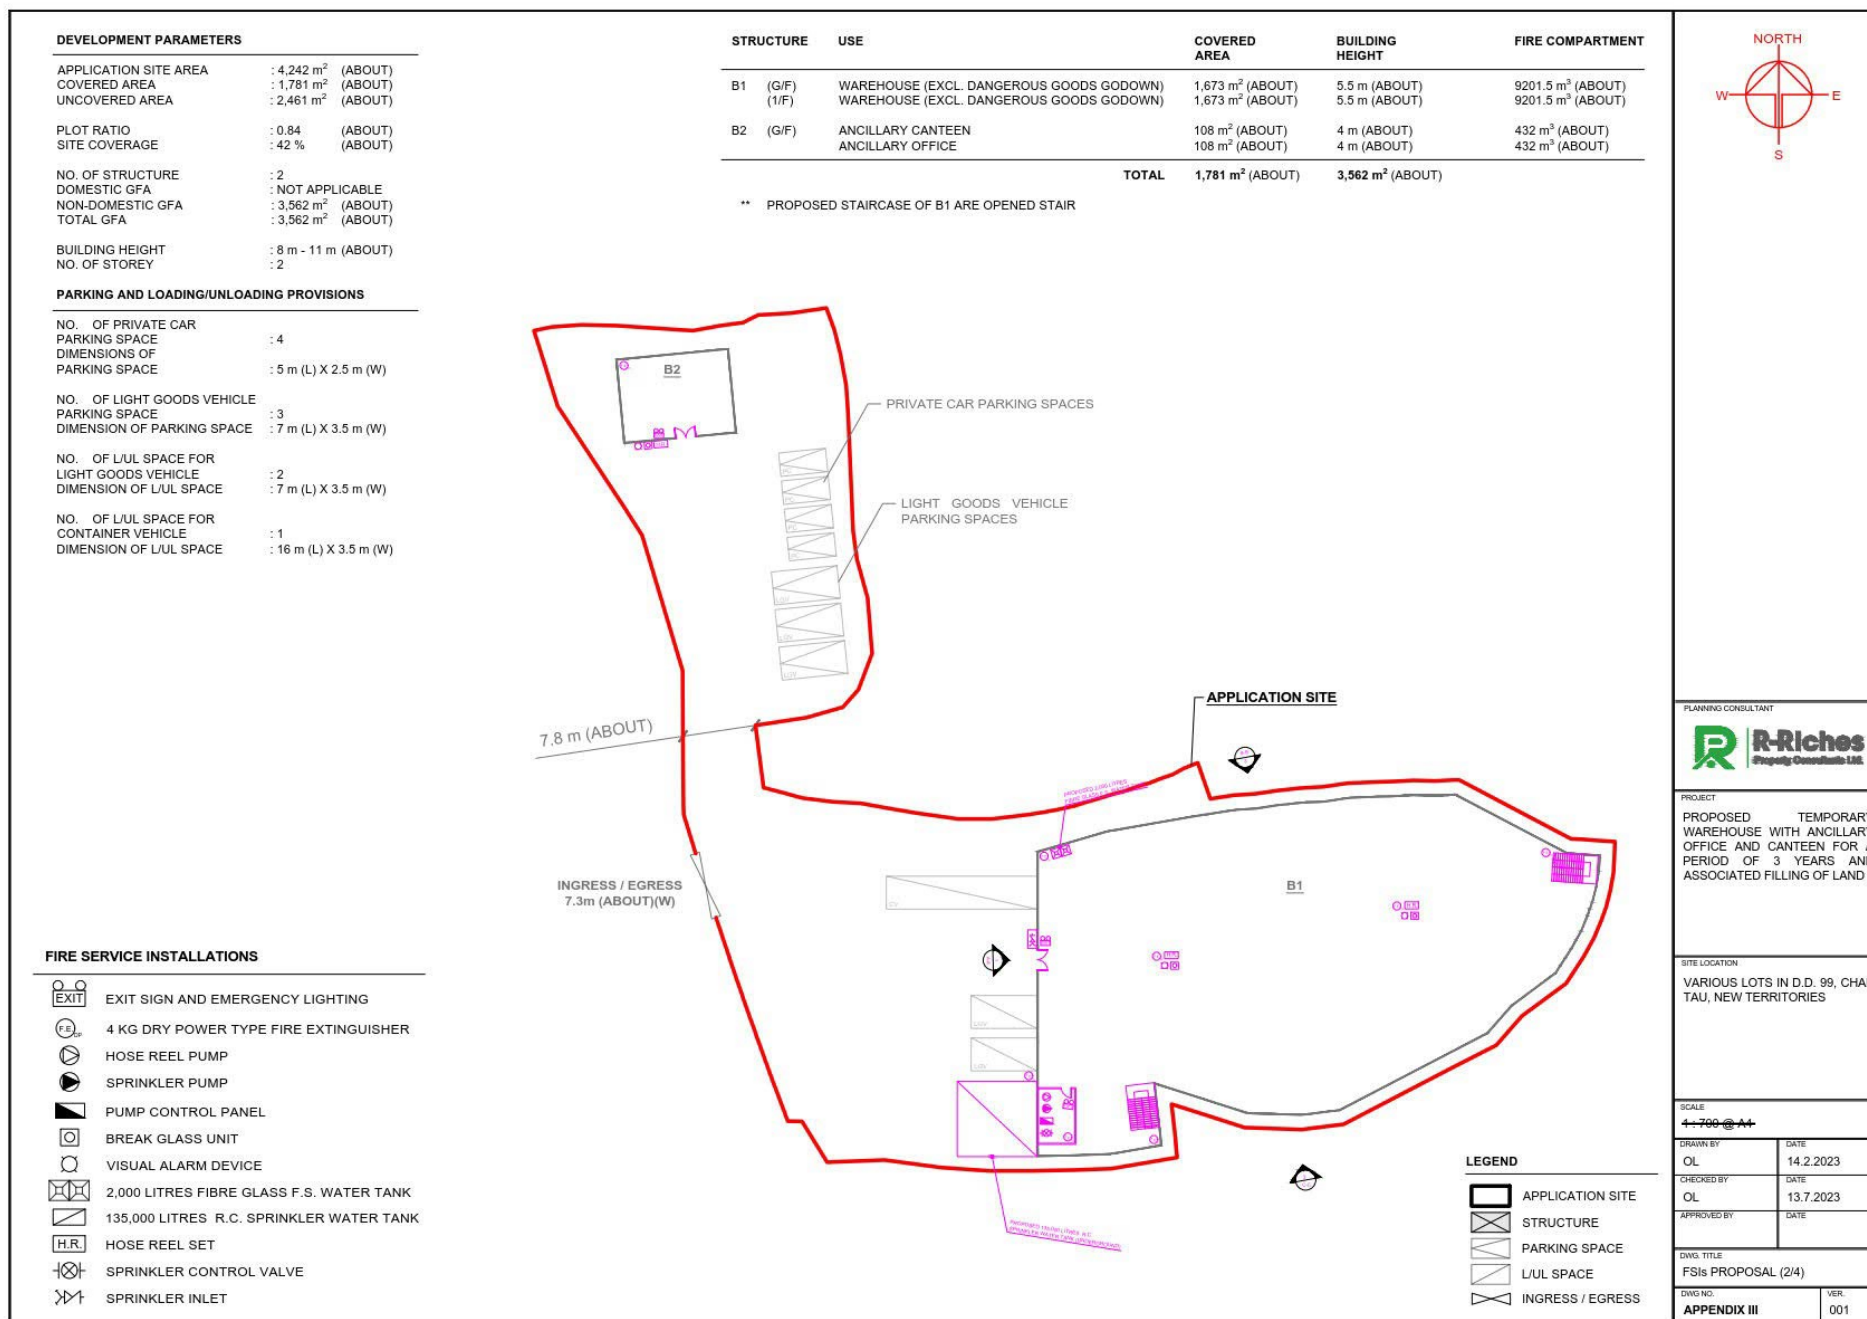 DEVELOPMENT PARAMETERS
APPLICATION SITE AREA : 4,242 m² (ABOUT)
COVERED AREA : 1,781 m² (ABOUT)
UNCOVERED AREA : 2,461 m² (ABOUT)
PLOT RATIO : 0.84 (ABOUT)
SITE COVERAGE : 42 % (ABOUT)
NO. OF STRUCTURE : 2
DOMESTIC GFA : NOT APPLICABLE
NON-DOMESTIC GFA : 3,562 m² (ABOUT)
TOTAL GFA : 3,562 m² (ABOUT)
BUILDING HEIGHT : 8 m - 11 m (ABOUT)
NO. OF STOREY : 2
PARKING AND LOADING/UNLOADING PROVISIONS
NO. OF PRIVATE CAR
PARKING SPACE : 4
DIMENSIONS OF
PARKING SPACE : 5 m (L) X 2.5 m (W)
NO. OF LIGHT GOODS VEHICLE
PARKING SPACE : 3
DIMENSION OF PARKING SPACE : 7 m (L) X 3.5 m (W)
NO. OF L/UL SPACE FOR
LIGHT GOODS VEHICLE : 2
DIMENSION OF L/UL SPACE : 7 m (L) X 3.5 m (W)
NO. OF L/UL SPACE FOR
CONTAINER VEHICLE : 1
DIMENSION OF L/UL SPACE : 16 m (L) X 3.5 m (W)
STRUCTURE USE COVERED AREA BUILDING HEIGHT FIRE COMPARTMENT
B1 (G/F) WAREHOUSE (EXCL. DANGEROUS GOODS GODOWN) 1,673 m² (ABOUT) 5.5 m (ABOUT) 9201.5 m³ (ABOUT)
(1/F) WAREHOUSE (EXCL. DANGEROUS GOODS GODOWN) 1,673 m² (ABOUT) 5.5 m (ABOUT) 9201.5 m³ (ABOUT)
B2 (G/F) ANCILLARY CANTEEN 108 m² (ABOUT) 4 m (ABOUT) 432 m³ (ABOUT)
ANCILLARY OFFICE 108 m² (ABOUT) 4 m (ABOUT) 432 m³ (ABOUT)
TOTAL 1,781 m² (ABOUT) 3,562 m² (ABOUT)
** PROPOSED STAIRCASE OF B1 ARE OPENED STAIR
NORTH
W E
S
B2
PRIVATE CAR PARKING SPACES
LIGHT GOODS VEHICLE
PARKING SPACES
7.8 m (ABOUT)
APPLICATION SITE
INGRESS / EGRESS
7.3m (ABOUT)(W)
B1
FIRE SERVICE INSTALLATIONS
EXIT EXIT SIGN AND EMERGENCY LIGHTING
F.E. DP 4 KG DRY POWER TYPE FIRE EXTINGUISHER
HOSE REEL PUMP
SPRINKLER PUMP
PUMP CONTROL PANEL
BREAK GLASS UNIT
VISUAL ALARM DEVICE
2,000 LITRES FIBRE GLASS F.S. WATER TANK
135,000 LITRES R.C. SPRINKLER WATER TANK
H.R. HOSE REEL SET
SPRINKLER CONTROL VALVE
SPRINKLER INLET
LEGEND
APPLICATION SITE
STRUCTURE
PARKING SPACE
L/UL SPACE
INGRESS / EGRESS
PLANNING CONSULTANT
R-Riches
Property Consultants Ltd.
PROJECT
PROPOSED TEMPORARY
WAREHOUSE WITH ANCILLARY
OFFICE AND CANTEEN FOR A
PERIOD OF 3 YEARS AN
ASSOCIATED FILLING OF LAND
SITE LOCATION
VARIOUS LOTS IN D.D. 99, CHA
TAU, NEW TERRITORIES
SCALE
1 : 700 @ A4
DRAWN BY DATE
OL 14.2.2023
CHECKED BY DATE
OL 13.7.2023
APPROVED BY DATE
DWG. TITLE
FSIs PROPOSAL (2/4)
DWG NO. VER.
APPENDIX III 001